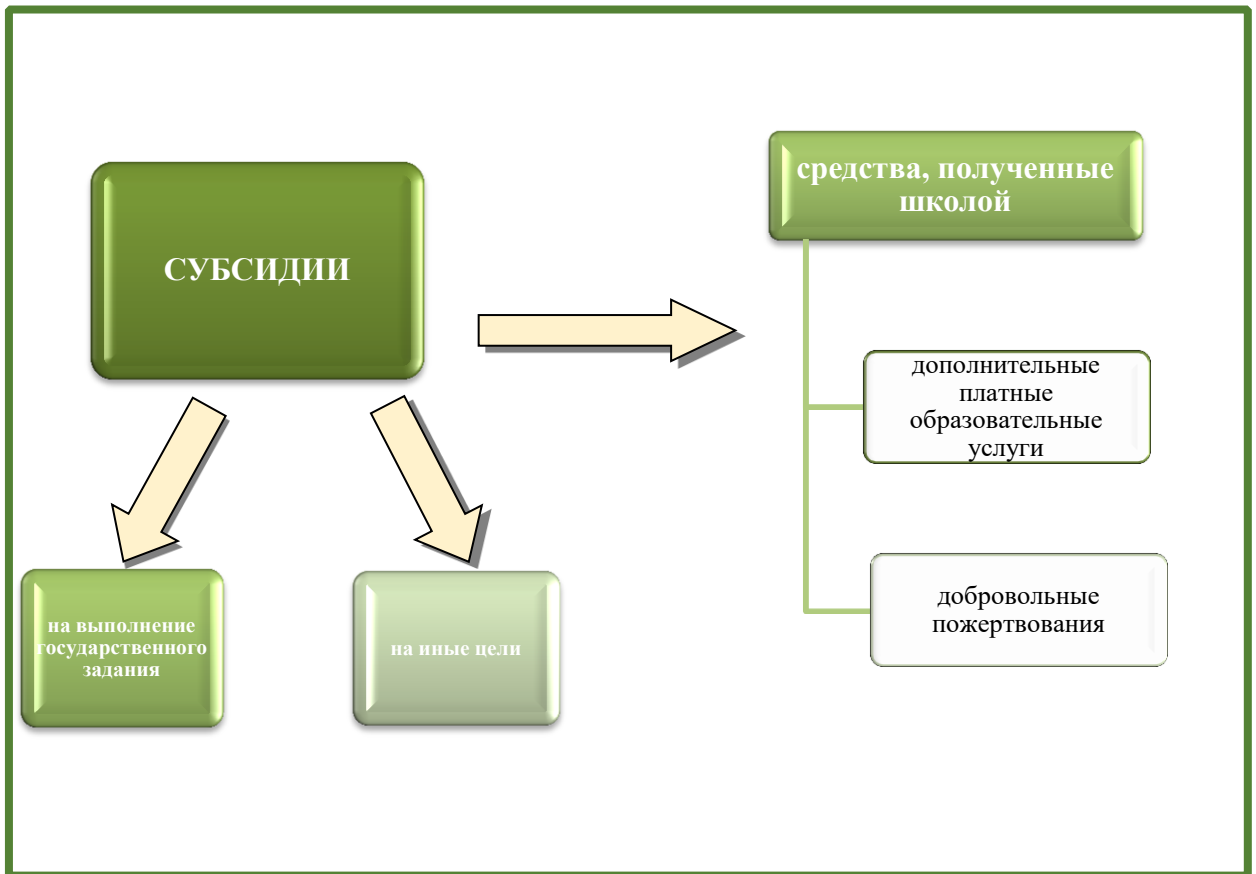 СУБСИДИИ
на выполнение
государственного
задания
на иные цели
средства, полученные
школой
дополнительные
платные
образовательные
услуги
добровольные
пожертвования